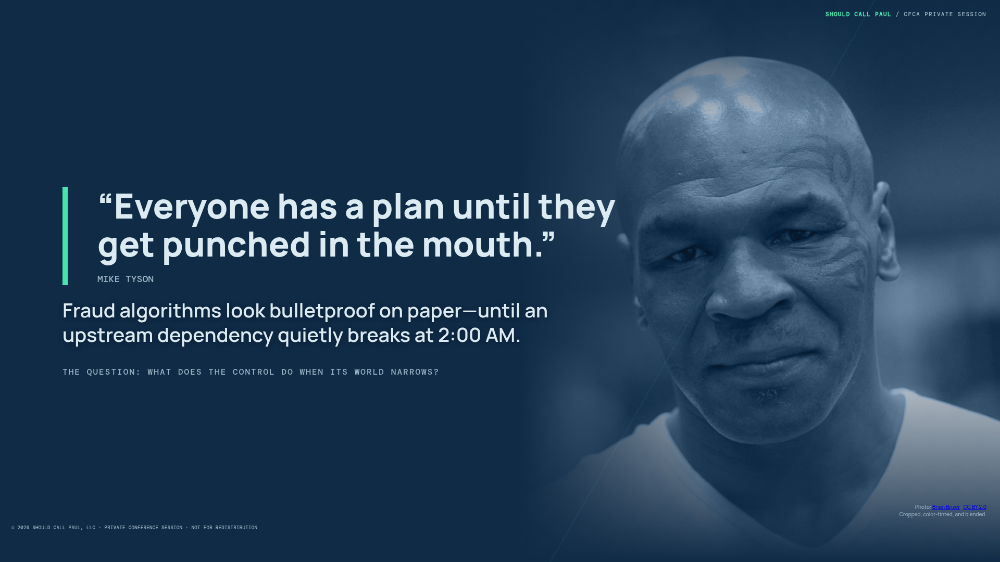 SHOULD CALL PAUL / CFCA PRIVATE SESSION
“Everyone has a plan until they
get punched in the mouth.”
MIKE TYSON
Fraud algorithms look bulletproof on paper—until an
upstream dependency quietly breaks at 2:00 AM.
THE QUESTION: WHAT DOES THE CONTROL DO WHEN ITS WORLD NARROWS?
Photo: Brian Birzer · CC BY 2.0
Cropped, color-tinted, and blended.
© 2026 SHOULD CALL PAUL, LLC · PRIVATE CONFERENCE SESSION · NOT FOR REDISTRIBUTION